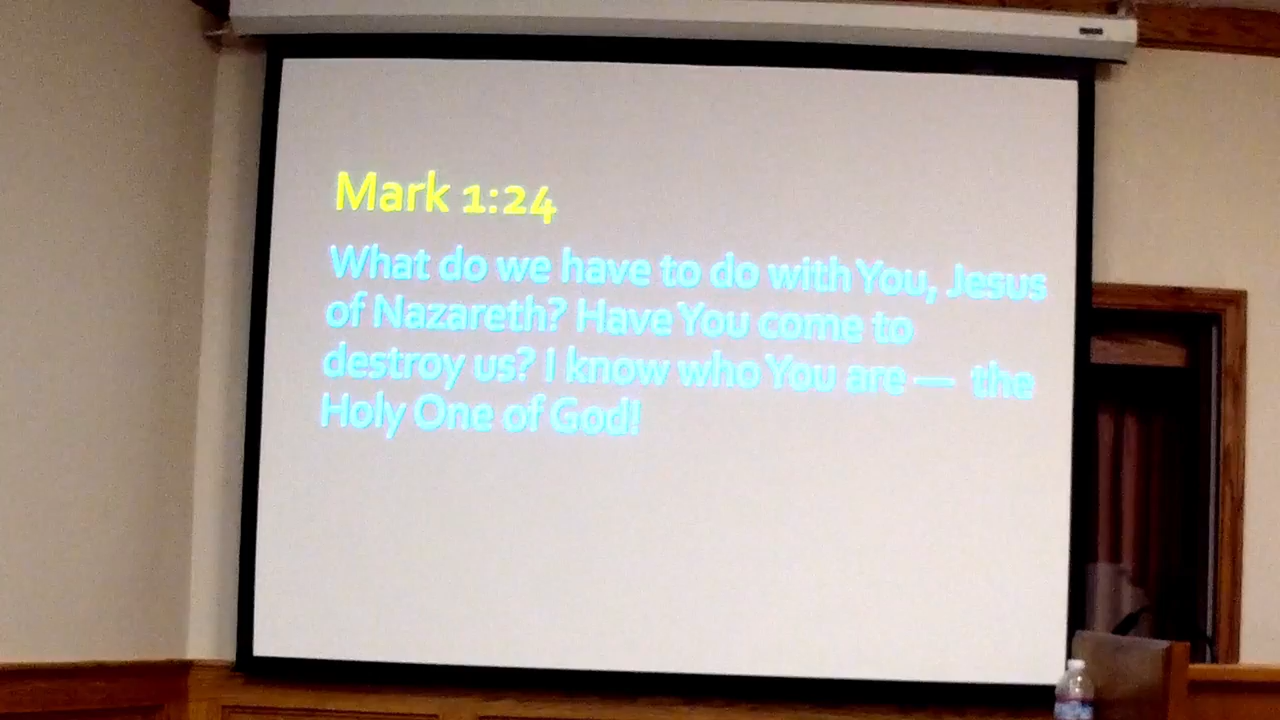 Mark 1:24
What do we have to do with You, Jesus
of Nazareth? Have You come to
destroy us? I know who You are — the
Holy One of God!